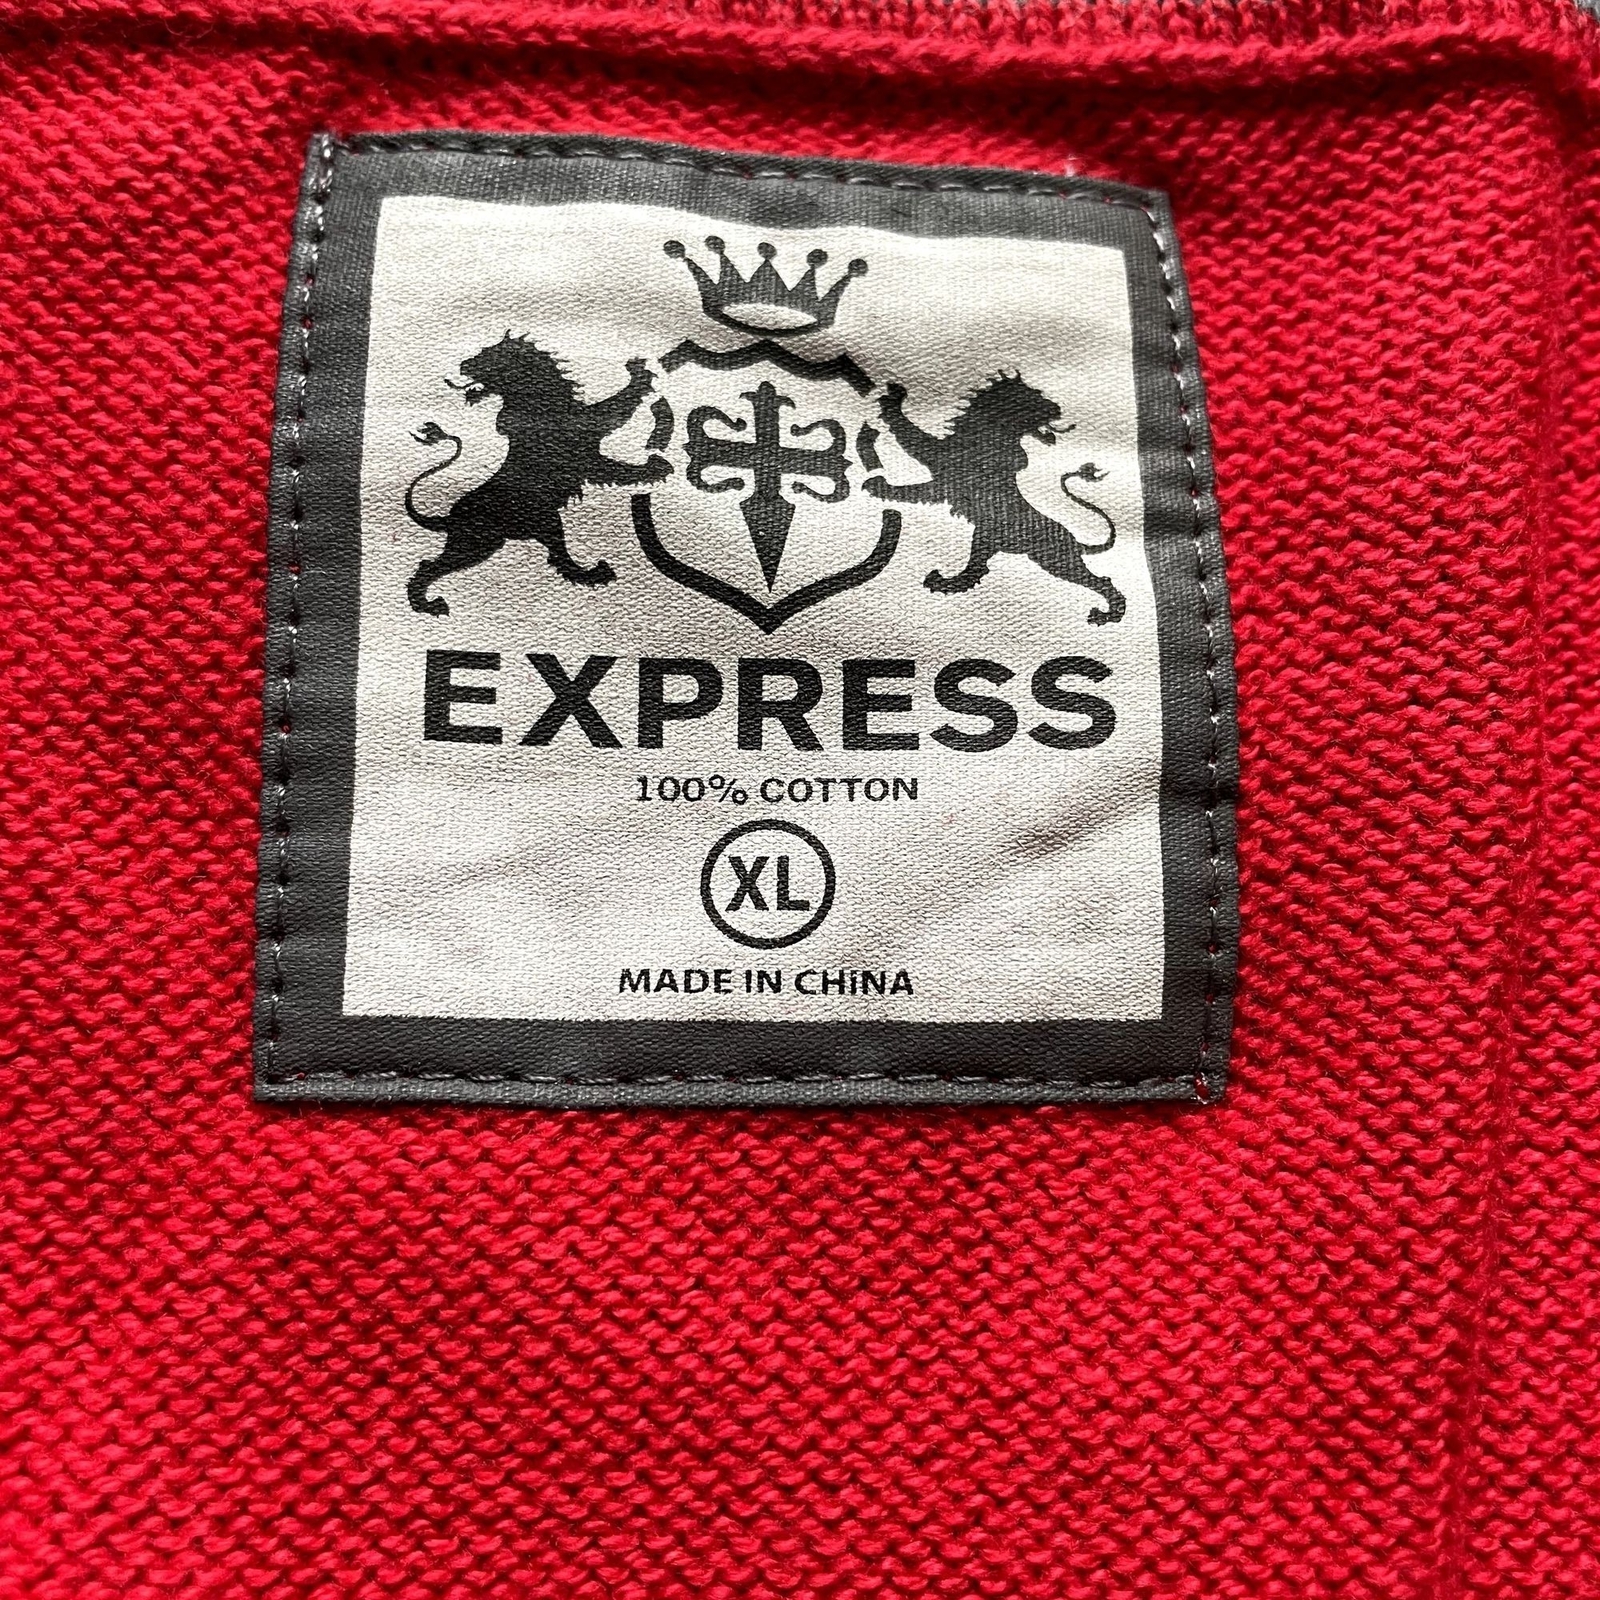 EXPRESS
100% COTTON
XL
MADE IN CHINA